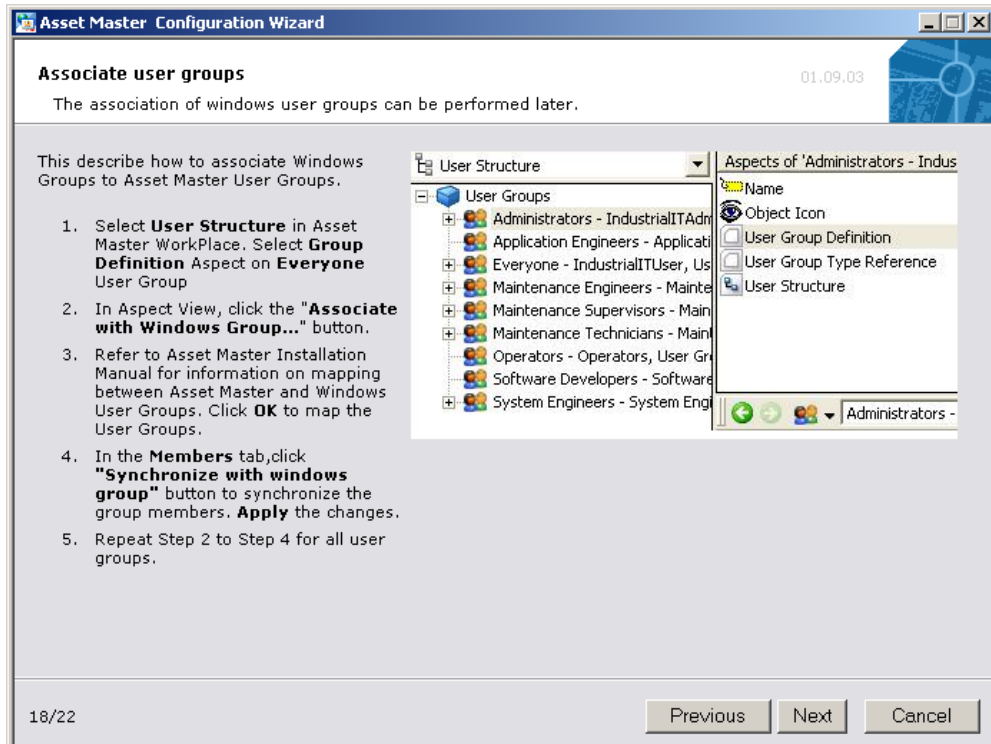 Asset Master Configuration Wizard
Associate user groups
01.09.03
The association of windows user groups can be performed later.
This describe how to associate Windows
Groups to Asset Master User Groups.
1. Select User Structure in Asset
Master WorkPlace. Select Group
Definition Aspect on Everyone
User Group
2. In Aspect View, click the "Associate
with Windows Group..." button.
3. Refer to Asset Master Installation
Manual for information on mapping
between Asset Master and Windows
User Groups. Click OK to map the
User Groups.
4. In the Members tab,click
"Synchronize with windows
group" button to synchronize the
group members. Apply the changes.
5. Repeat Step 2 to Step 4 for all user
groups.
User Structure
User Groups
Administrators - IndustrialITAdm
Application Engineers - Applicati
Everyone - IndustrialITUser, Us
Maintenance Engineers - Mainte
Maintenance Supervisors - Main
Maintenance Technicians - Maint
Operators - Operators, User Gr
Software Developers - Software
System Engineers - System Engi
Aspects of 'Administrators - Indus
Name
Object Icon
User Group Definition
User Group Type Reference
User Structure
Administrators -
18/22
Previous
Next
Cancel